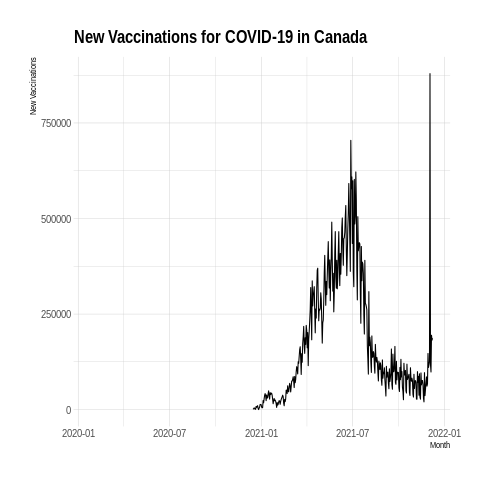 New Vaccinations for COVID-19 in Canada
New Vaccinations
750000
500000
250000
0
2020-01 2020-07 2021-01 2021-07 2022-01
Month